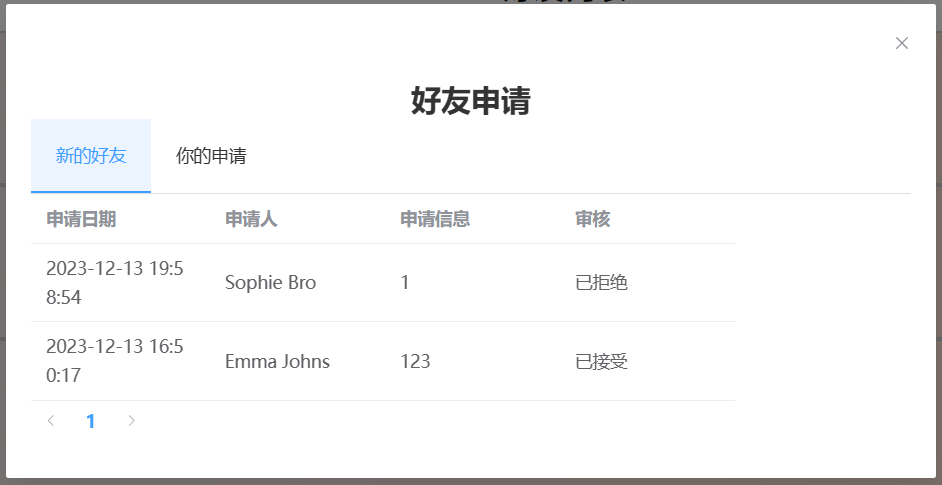 好友申请
新的好友 你的申请
申请日期 申请人 申请信息 审核
2023-12-13 19:5
8:54
Sophie Bro 1 已拒绝
2023-12-13 16:5
0:17
Emma Johns 123 已接受
1